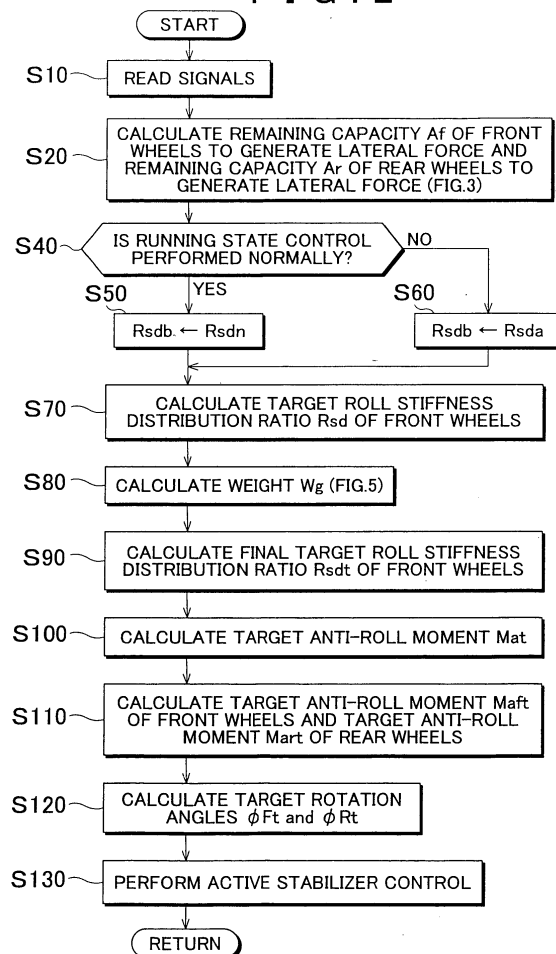 START
S10
READ SIGNALS
S20
CALCULATE REMAINING CAPACITY Af OF FRONT
WHEELS TO GENERATE LATERAL FORCE AND
REMAINING CAPACITY Ar OF REAR WHEELS TO
GENERATE LATERAL FORCE (FIG.3)
S40
IS RUNNING STATE CONTROL
PERFORMED NORMALLY?
NO
YES
S50
Rsdb ← Rsdn
S60
Rsdb ← Rsda
S70
CALCULATE TARGET ROLL STIFFNESS
DISTRIBUTION RATIO Rsd OF FRONT WHEELS
S80
CALCULATE WEIGHT Wg (FIG.5)
S90
CALCULATE FINAL TARGET ROLL STIFFNESS
DISTRIBUTION RATIO Rsdt OF FRONT WHEELS
S100
CALCULATE TARGET ANTI-ROLL MOMENT Mat
S110
CALCULATE TARGET ANTI-ROLL MOMENT Maft
OF FRONT WHEELS AND TARGET ANTI-ROLL
MOMENT Mart OF REAR WHEELS
S120
CALCULATE TARGET ROTATION
ANGLES φFt and φRt
S130
PERFORM ACTIVE STABILIZER CONTROL
RETURN